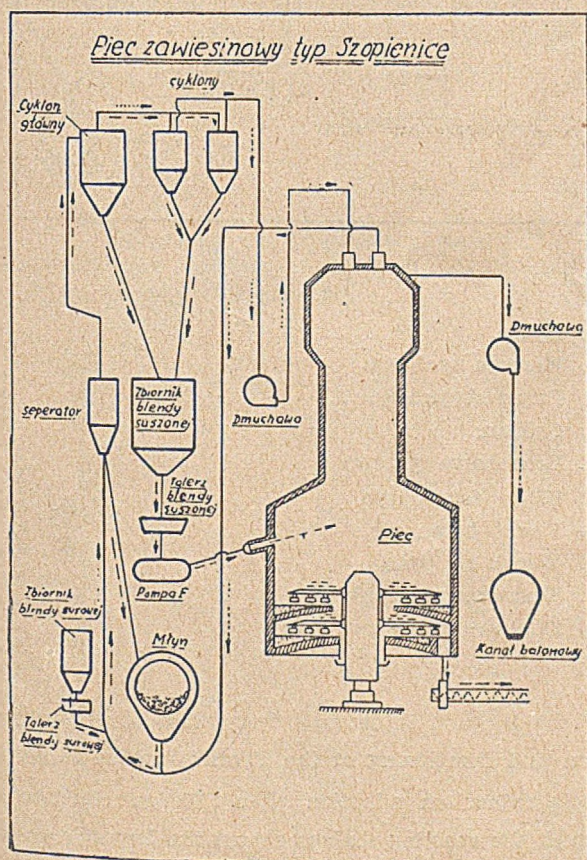 Piec zawiesinowy typ Szopienice
cyklony
Cyklon
główny
Dmuchawa
Zbiornik
blendy
suszonej
seperator
Dmuchawa
Talerz
blendy
suszonej
Piec
Zbiornik
blendy surowej
Pompa F
Młyn
Kanał balonowy
Talerz
blendy surowej